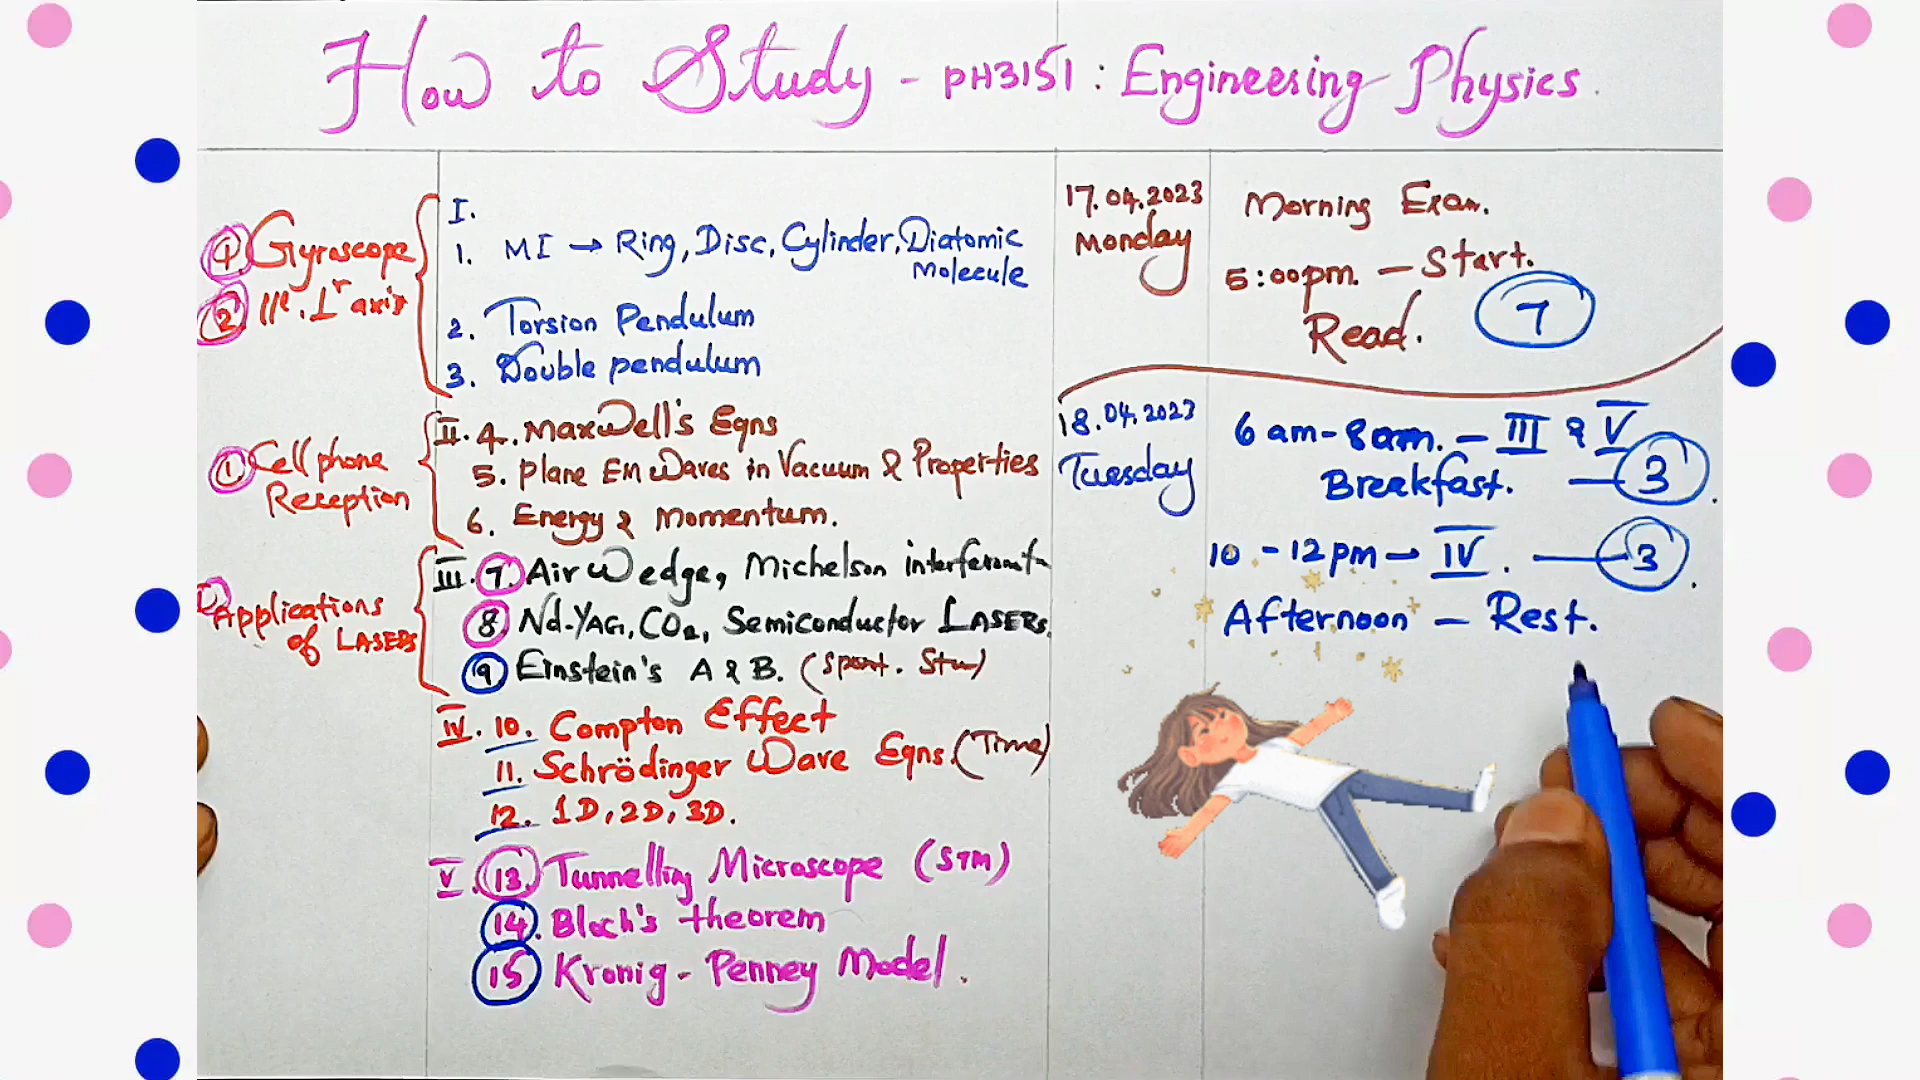 How to Study - PH3151 : Engineering Physics.
① Gyroscope
② 11ˡˡ, ⊥ʳ axis
I.
1. MI → Ring, Disc, Cylinder, Diatomic
Molecule
2. Torsion Pendulum
3. Double pendulum
① Cell phone
Reception
II. 4. Maxwell's Eqns
5. Plane EM Waves in Vacuum & Properties
6. Energy & Momentum.
Applications
of LASERs
III. 7. Air Wedge, Michelson
8. Nd-YAG, CO₂, Semiconductor LASERs.
9. Einstein's A & B. (Spont.
IV. 10. Compton Effect
11. Schrödinger Wave Eqns. (Time)
12. 1D, 2D, 3D.
V. 13. Tunnelling Microscope (STM)
14. Bloch's theorem
15. Kronig - Penney Model.
17.04.2023
Monday
Morning Exam.
5:00pm. - Start.
Read. 7
18.04.2023
Tuesday
6 am - 8am. - III & V
Breakfast. - 3.
10 - 12pm → IV. - 3.
Afternoon - Rest.